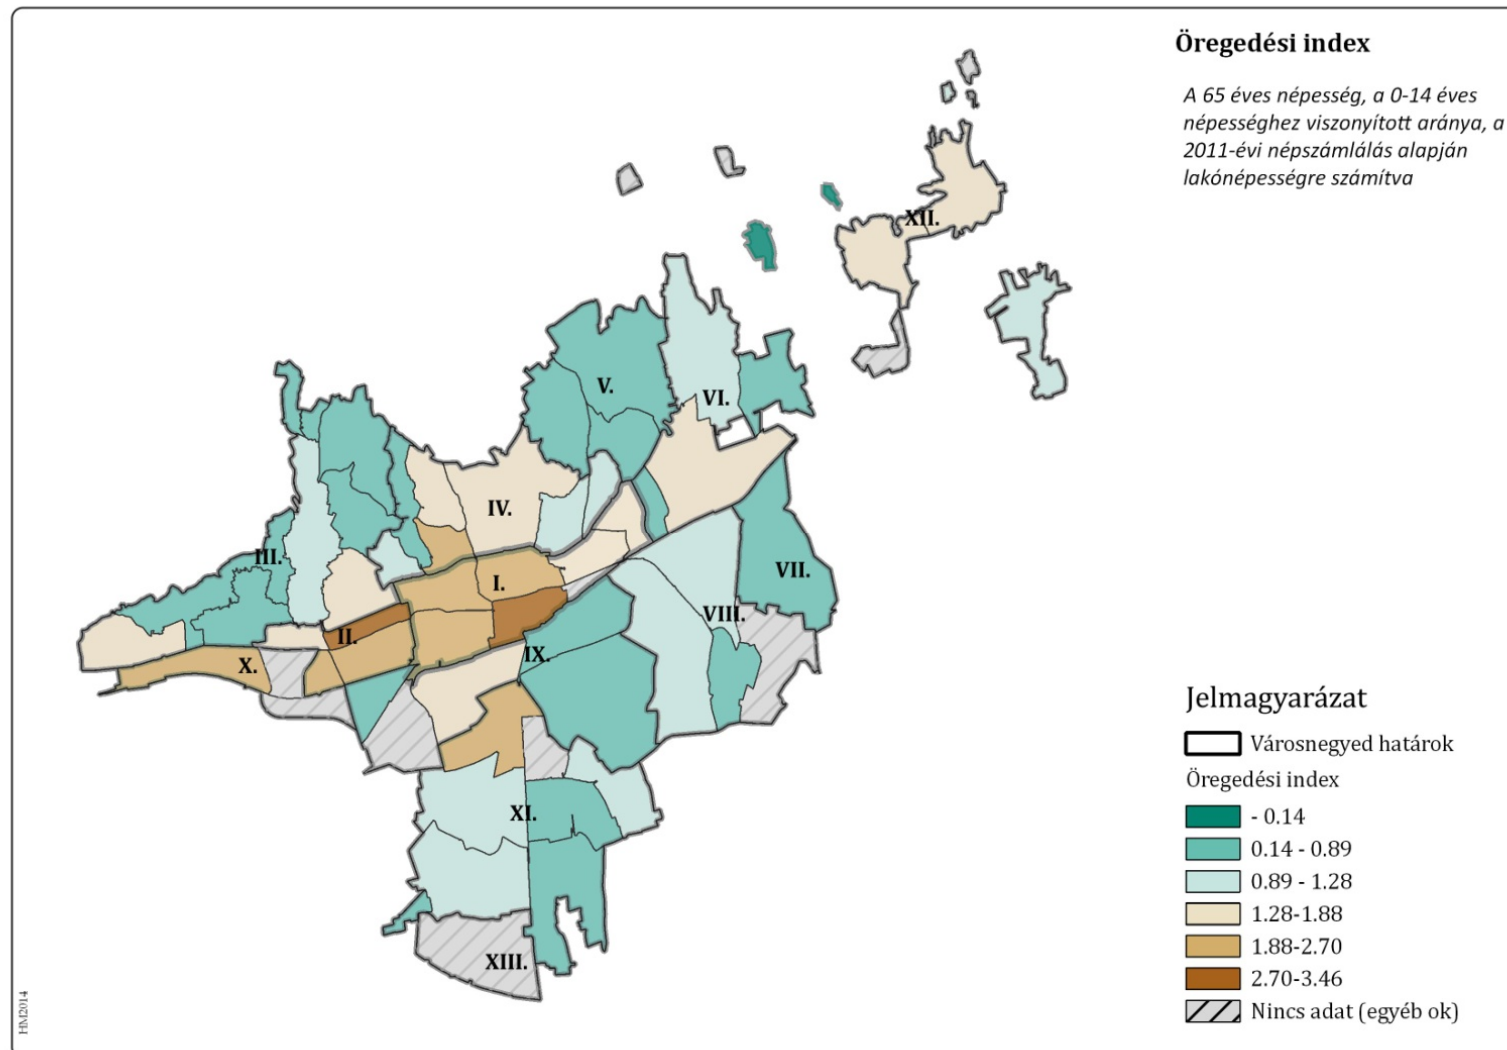 Öregedési index
A 65 éves népesség, a 0-14 éves
népességhez viszonyított aránya, a
2011-évi népszámlálás alapján
lakónépességre számítva
XII.
V.
VI.
IV.
III.
I.
VII.
VIII.
II.
IX.
X.
XI.
XIII.
Jelmagyarázat
Városnegyed határok
Öregedési index
- 0.14
0.14 - 0.89
0.89 - 1.28
1.28-1.88
1.88-2.70
2.70-3.46
Nincs adat (egyéb ok)
HM2014